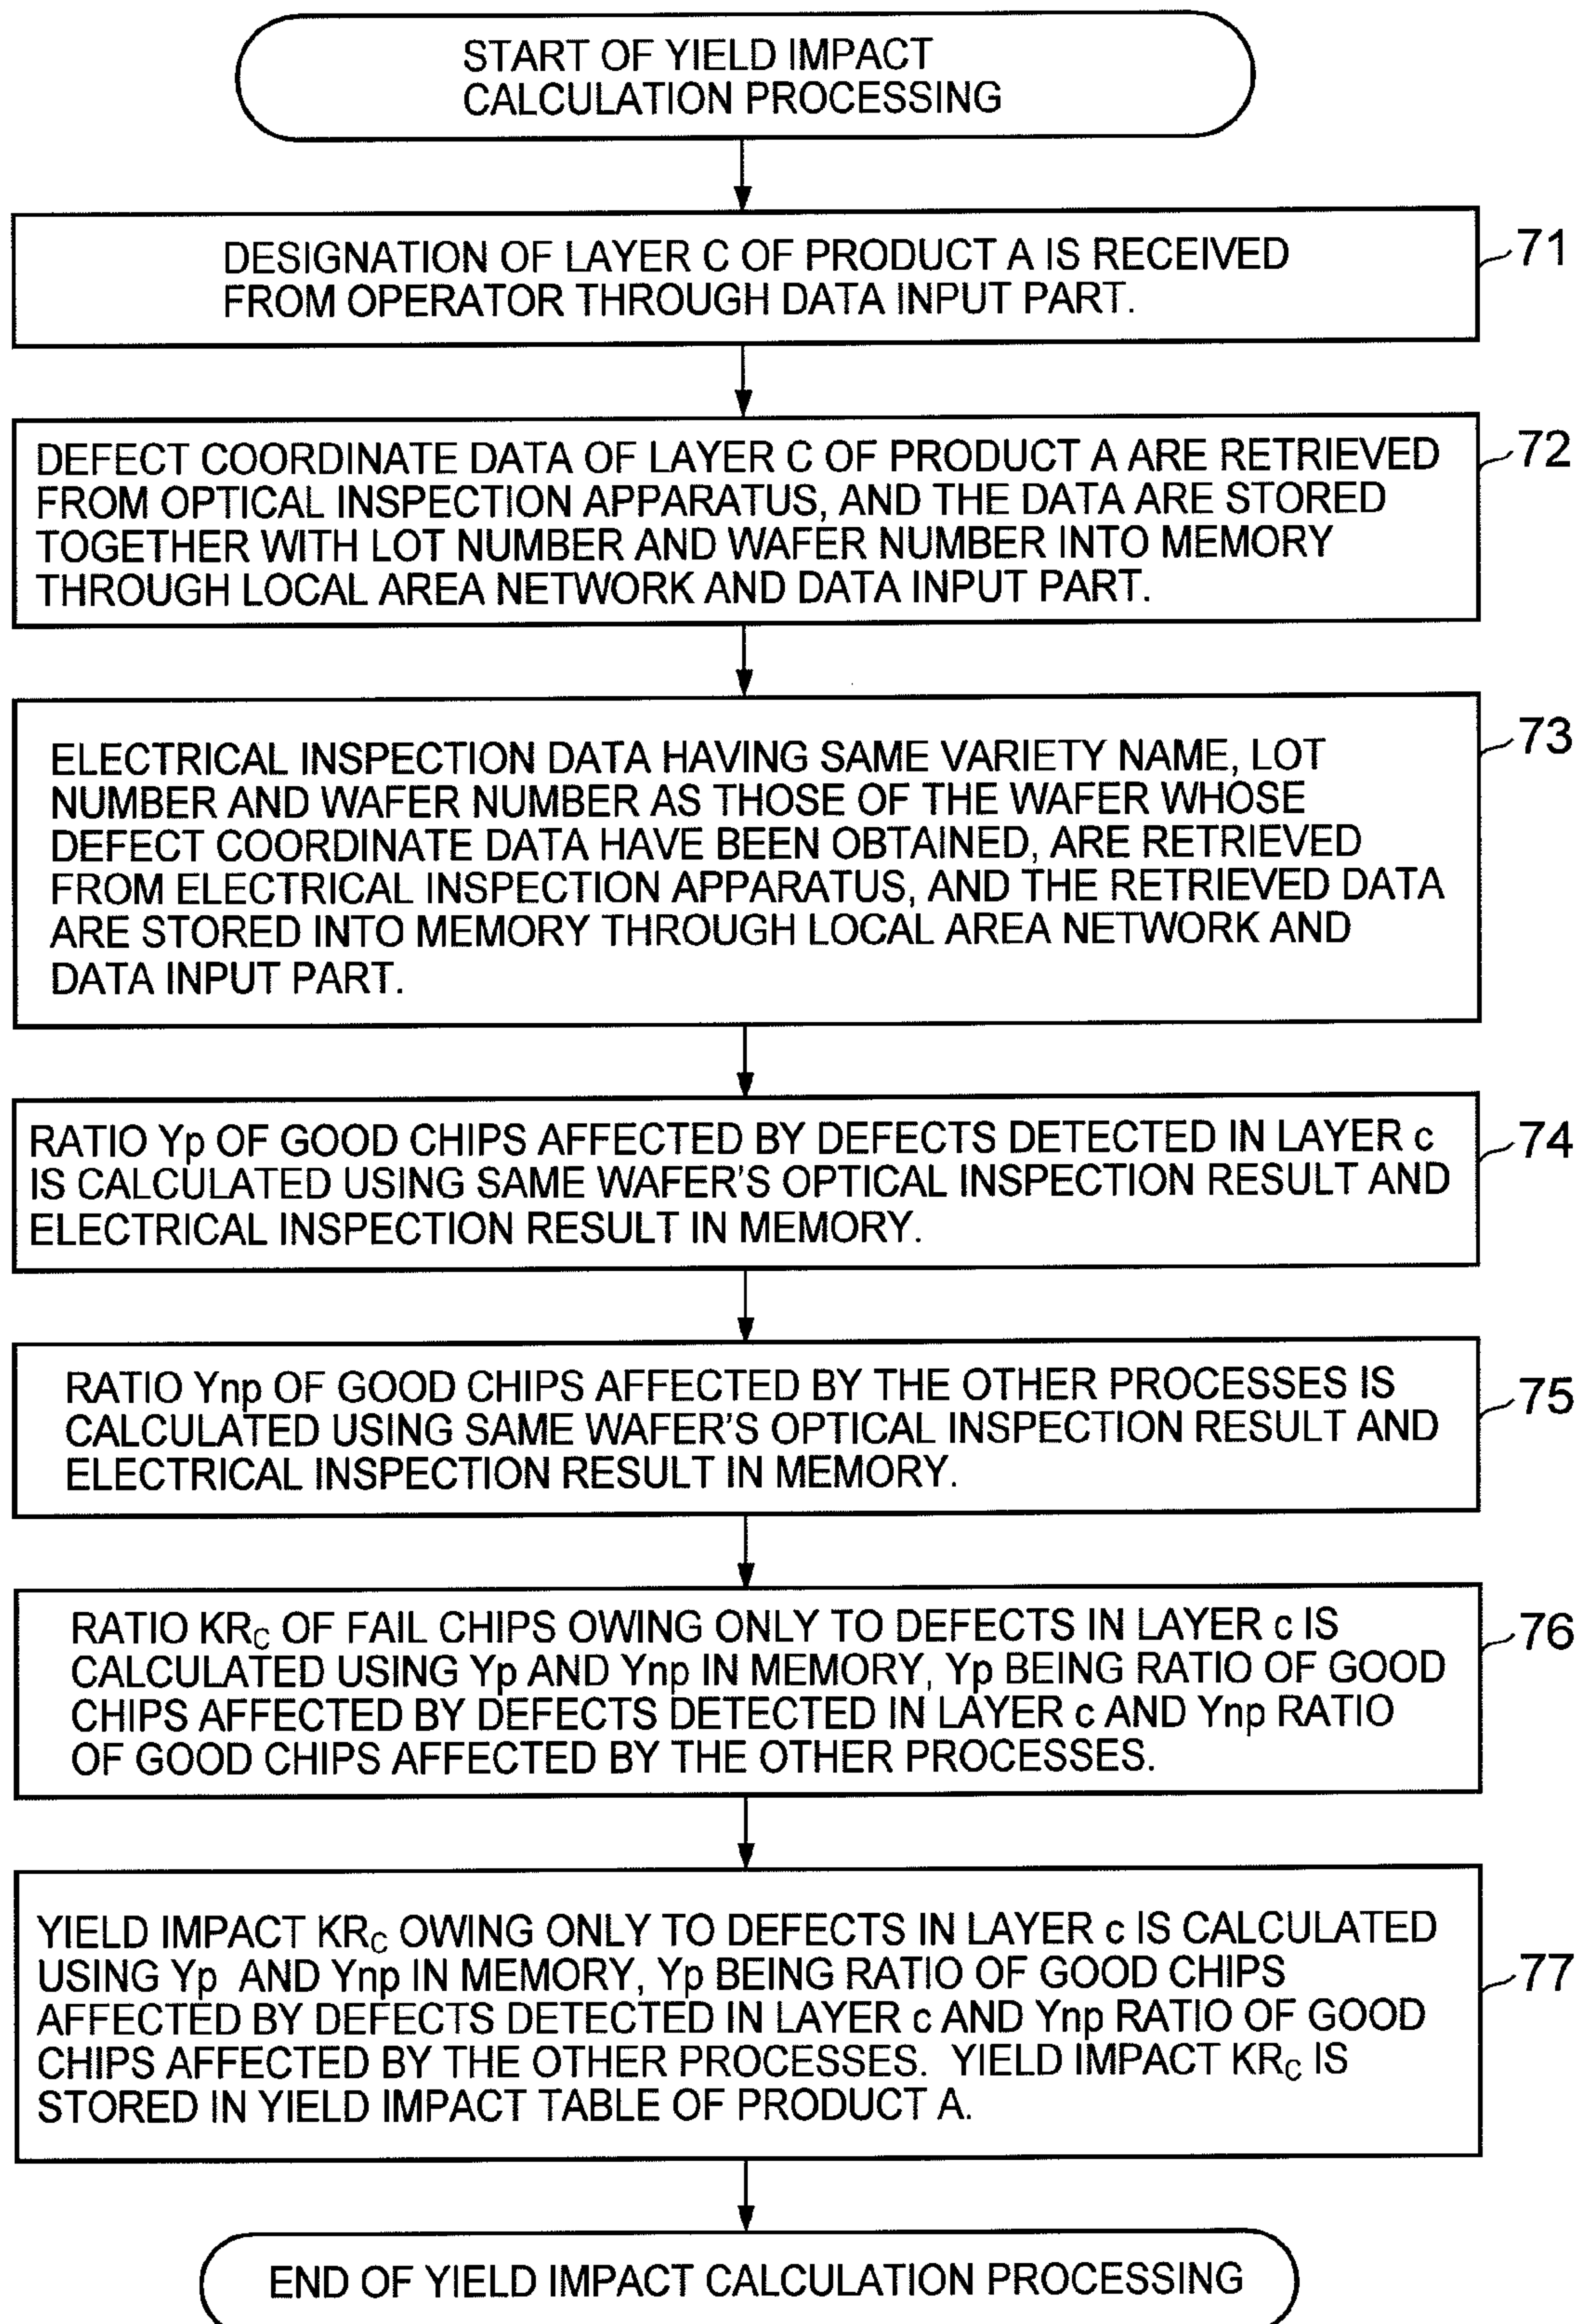 START OF YIELD IMPACT
CALCULATION PROCESSING
DESIGNATION OF LAYER C OF PRODUCT A IS RECEIVED
FROM OPERATOR THROUGH DATA INPUT PART.
71
DEFECT COORDINATE DATA OF LAYER C OF PRODUCT A ARE RETRIEVED
FROM OPTICAL INSPECTION APPARATUS, AND THE DATA ARE STORED
TOGETHER WITH LOT NUMBER AND WAFER NUMBER INTO MEMORY
THROUGH LOCAL AREA NETWORK AND DATA INPUT PART.
72
ELECTRICAL INSPECTION DATA HAVING SAME VARIETY NAME, LOT
NUMBER AND WAFER NUMBER AS THOSE OF THE WAFER WHOSE
DEFECT COORDINATE DATA HAVE BEEN OBTAINED, ARE RETRIEVED
FROM ELECTRICAL INSPECTION APPARATUS, AND THE RETRIEVED DATA
ARE STORED INTO MEMORY THROUGH LOCAL AREA NETWORK AND
DATA INPUT PART.
73
RATIO Yp OF GOOD CHIPS AFFECTED BY DEFECTS DETECTED IN LAYER c
IS CALCULATED USING SAME WAFER'S OPTICAL INSPECTION RESULT AND
ELECTRICAL INSPECTION RESULT IN MEMORY.
74
RATIO Ynp OF GOOD CHIPS AFFECTED BY THE OTHER PROCESSES IS
CALCULATED USING SAME WAFER'S OPTICAL INSPECTION RESULT AND
ELECTRICAL INSPECTION RESULT IN MEMORY.
75
RATIO KRC OF FAIL CHIPS OWING ONLY TO DEFECTS IN LAYER c IS
CALCULATED USING Yp AND Ynp IN MEMORY, Yp BEING RATIO OF GOOD
CHIPS AFFECTED BY DEFECTS DETECTED IN LAYER c AND Ynp RATIO
OF GOOD CHIPS AFFECTED BY THE OTHER PROCESSES.
76
YIELD IMPACT KRC OWING ONLY TO DEFECTS IN LAYER c IS CALCULATED
USING Yp AND Ynp IN MEMORY, Yp BEING RATIO OF GOOD CHIPS
AFFECTED BY DEFECTS DETECTED IN LAYER c AND Ynp RATIO OF GOOD
CHIPS AFFECTED BY THE OTHER PROCESSES. YIELD IMPACT KRC IS
STORED IN YIELD IMPACT TABLE OF PRODUCT A.
77
END OF YIELD IMPACT CALCULATION PROCESSING